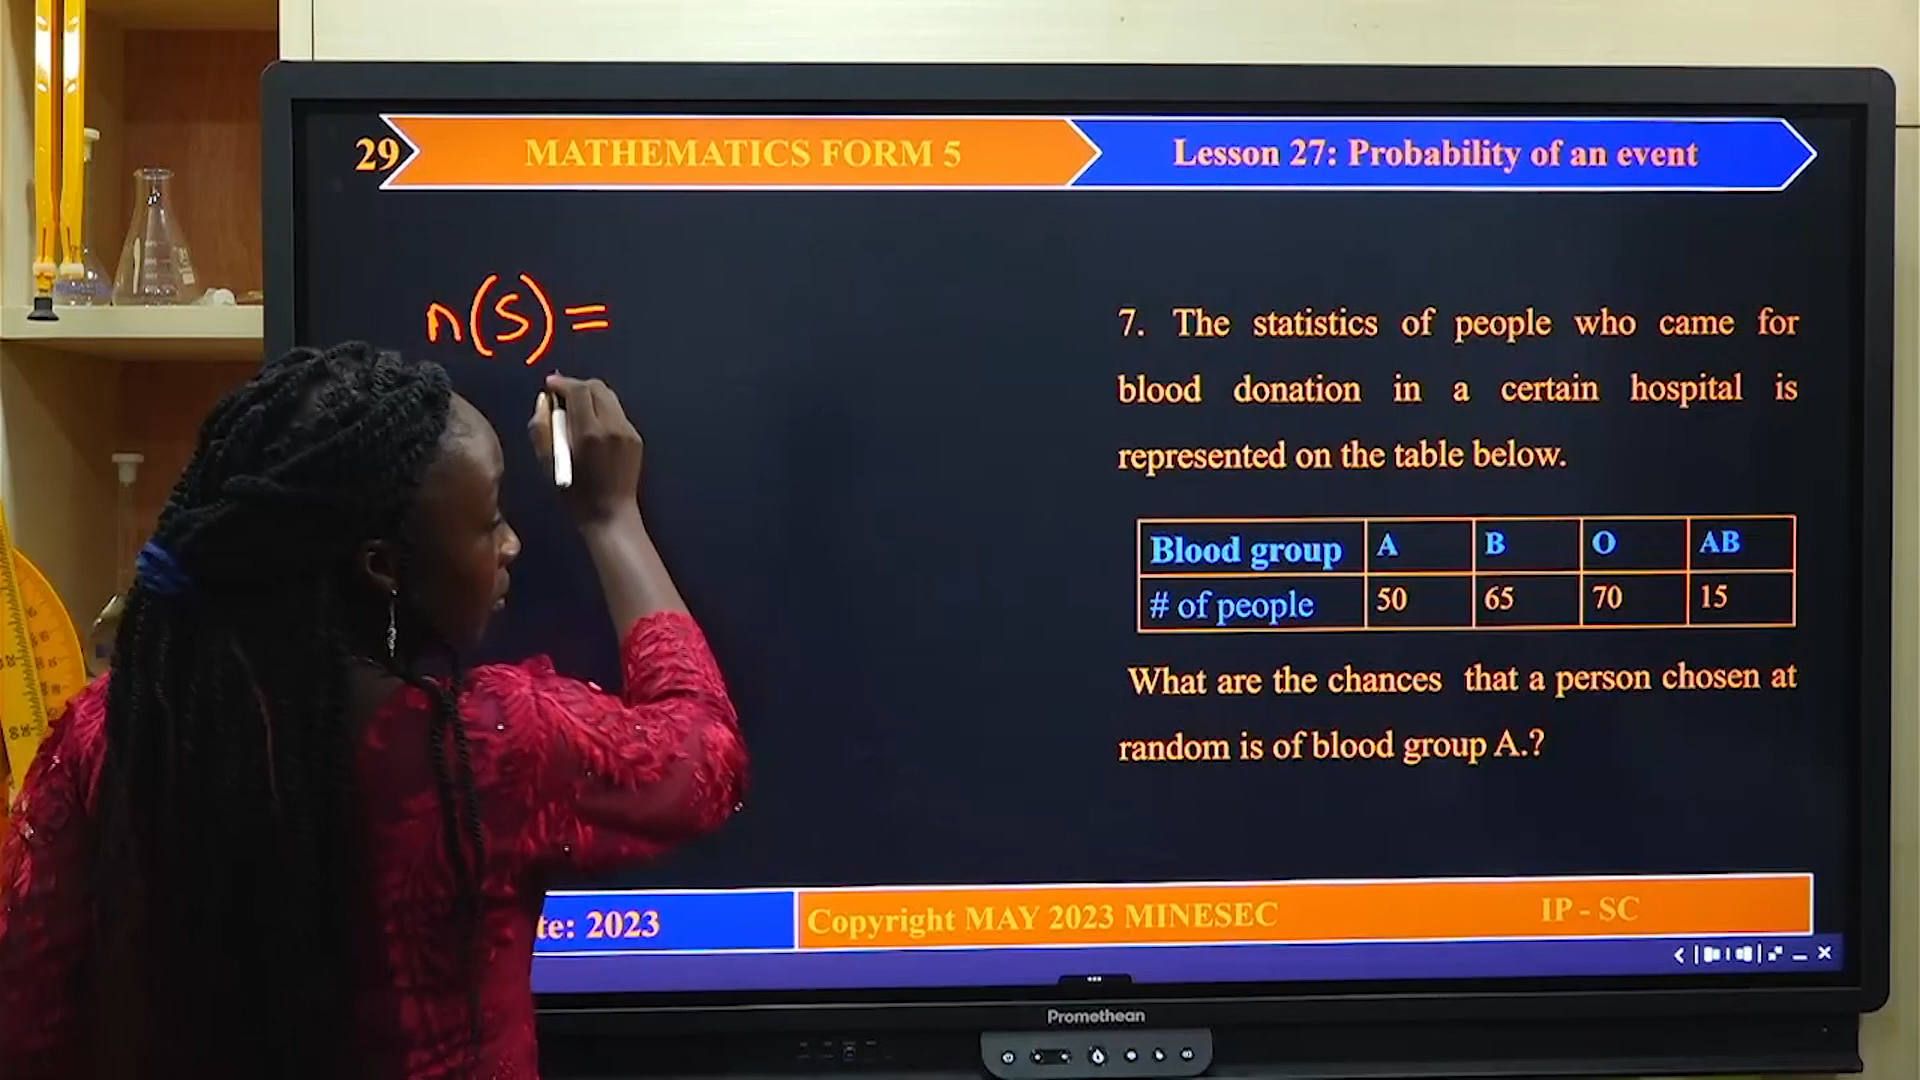 29 MATHEMATICS FORM 5 Lesson 27: Probability of an event
n(S)=
7. The statistics of people who came for
blood donation in a certain hospital is
represented on the table below.
Blood group A B O AB
# of people 50 65 70 15
What are the chances that a person chosen at
random is of blood group A.?
te: 2023 Copyright MAY 2023 MINESEC IP - SC
Promethean